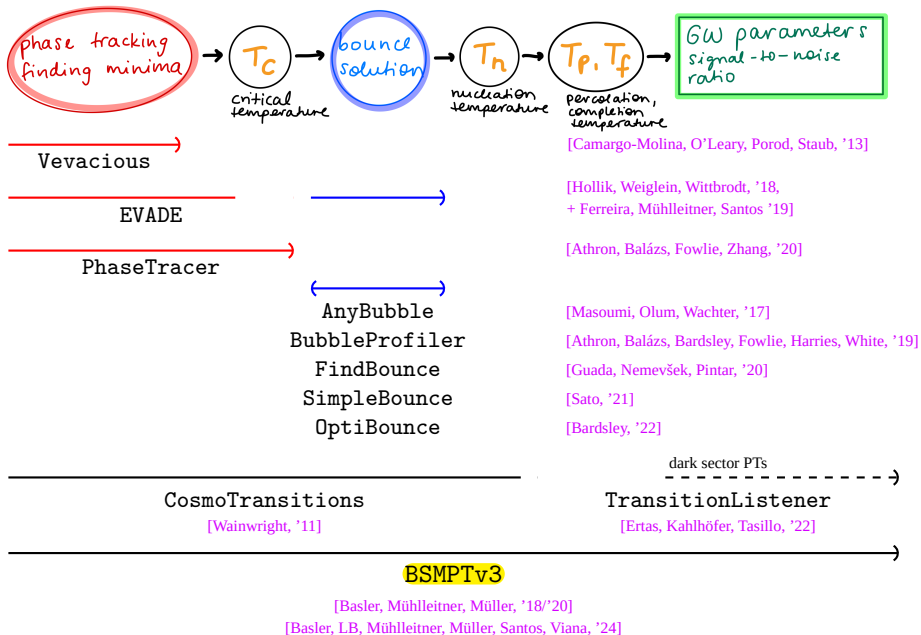 phase tracking
finding minima
Tc
critical
temperature
bounce
solution
Tn
nucleation
temperature
Tp, Tf
percolation,
completion
temperature
GW parameters
signal-to-noise
ratio
Vevacious
[Camargo-Molina, O'Leary, Porod, Staub, '13]
EVADE
[Hollik, Weiglein, Wittbrodt, '18,
+ Ferreira, Mühlleitner, Santos '19]
PhaseTracer
[Athron, Balázs, Fowlie, Zhang, '20]
AnyBubble
[Masoumi, Olum, Wachter, '17]
BubbleProfiler
[Athron, Balázs, Bardsley, Fowlie, Harries, White, '19]
FindBounce
[Guada, Nemevšek, Pintar, '20]
SimpleBounce
[Sato, '21]
OptiBounce
[Bardsley, '22]
dark sector PTs
CosmoTransitions
[Wainwright, '11]
TransitionListener
[Ertas, Kahlhöfer, Tasillo, '22]
BSMPTv3
[Basler, Mühlleitner, Müller, '18/'20]
[Basler, LB, Mühlleitner, Müller, Santos, Viana, '24]